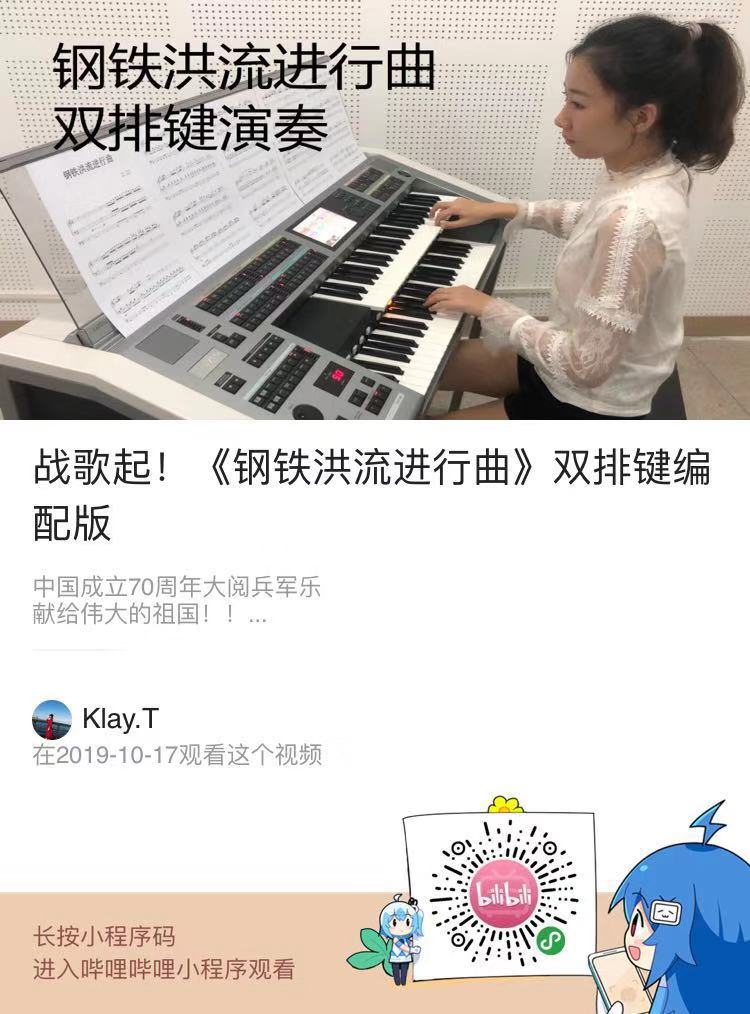 钢铁洪流进行曲
双排键演奏
钢铁洪流进行曲
战歌起！《钢铁洪流进行曲》双排键编
配版
中国成立70周年大阅兵军乐
献给伟大的祖国！！...
Klay.T
在2019-10-17观看这个视频
bilibili
长按小程序码
进入哔哩哔哩小程序观看